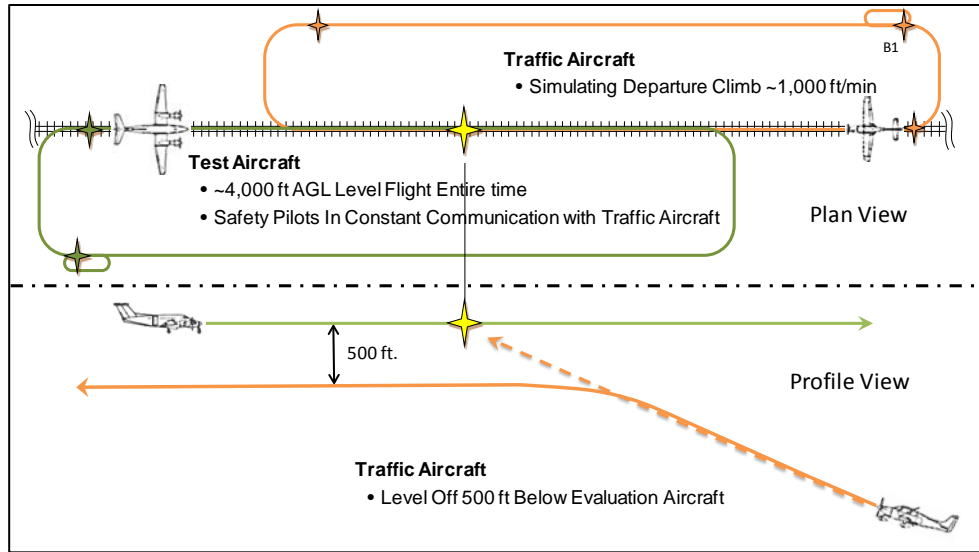 Traffic Aircraft
• Simulating Departure Climb ~1,000 ft/min
B1
Test Aircraft
• ~4,000 ft AGL Level Flight Entire time
• Safety Pilots In Constant Communication with Traffic Aircraft
Plan View
500 ft.
Profile View
Traffic Aircraft
• Level Off 500 ft Below Evaluation Aircraft